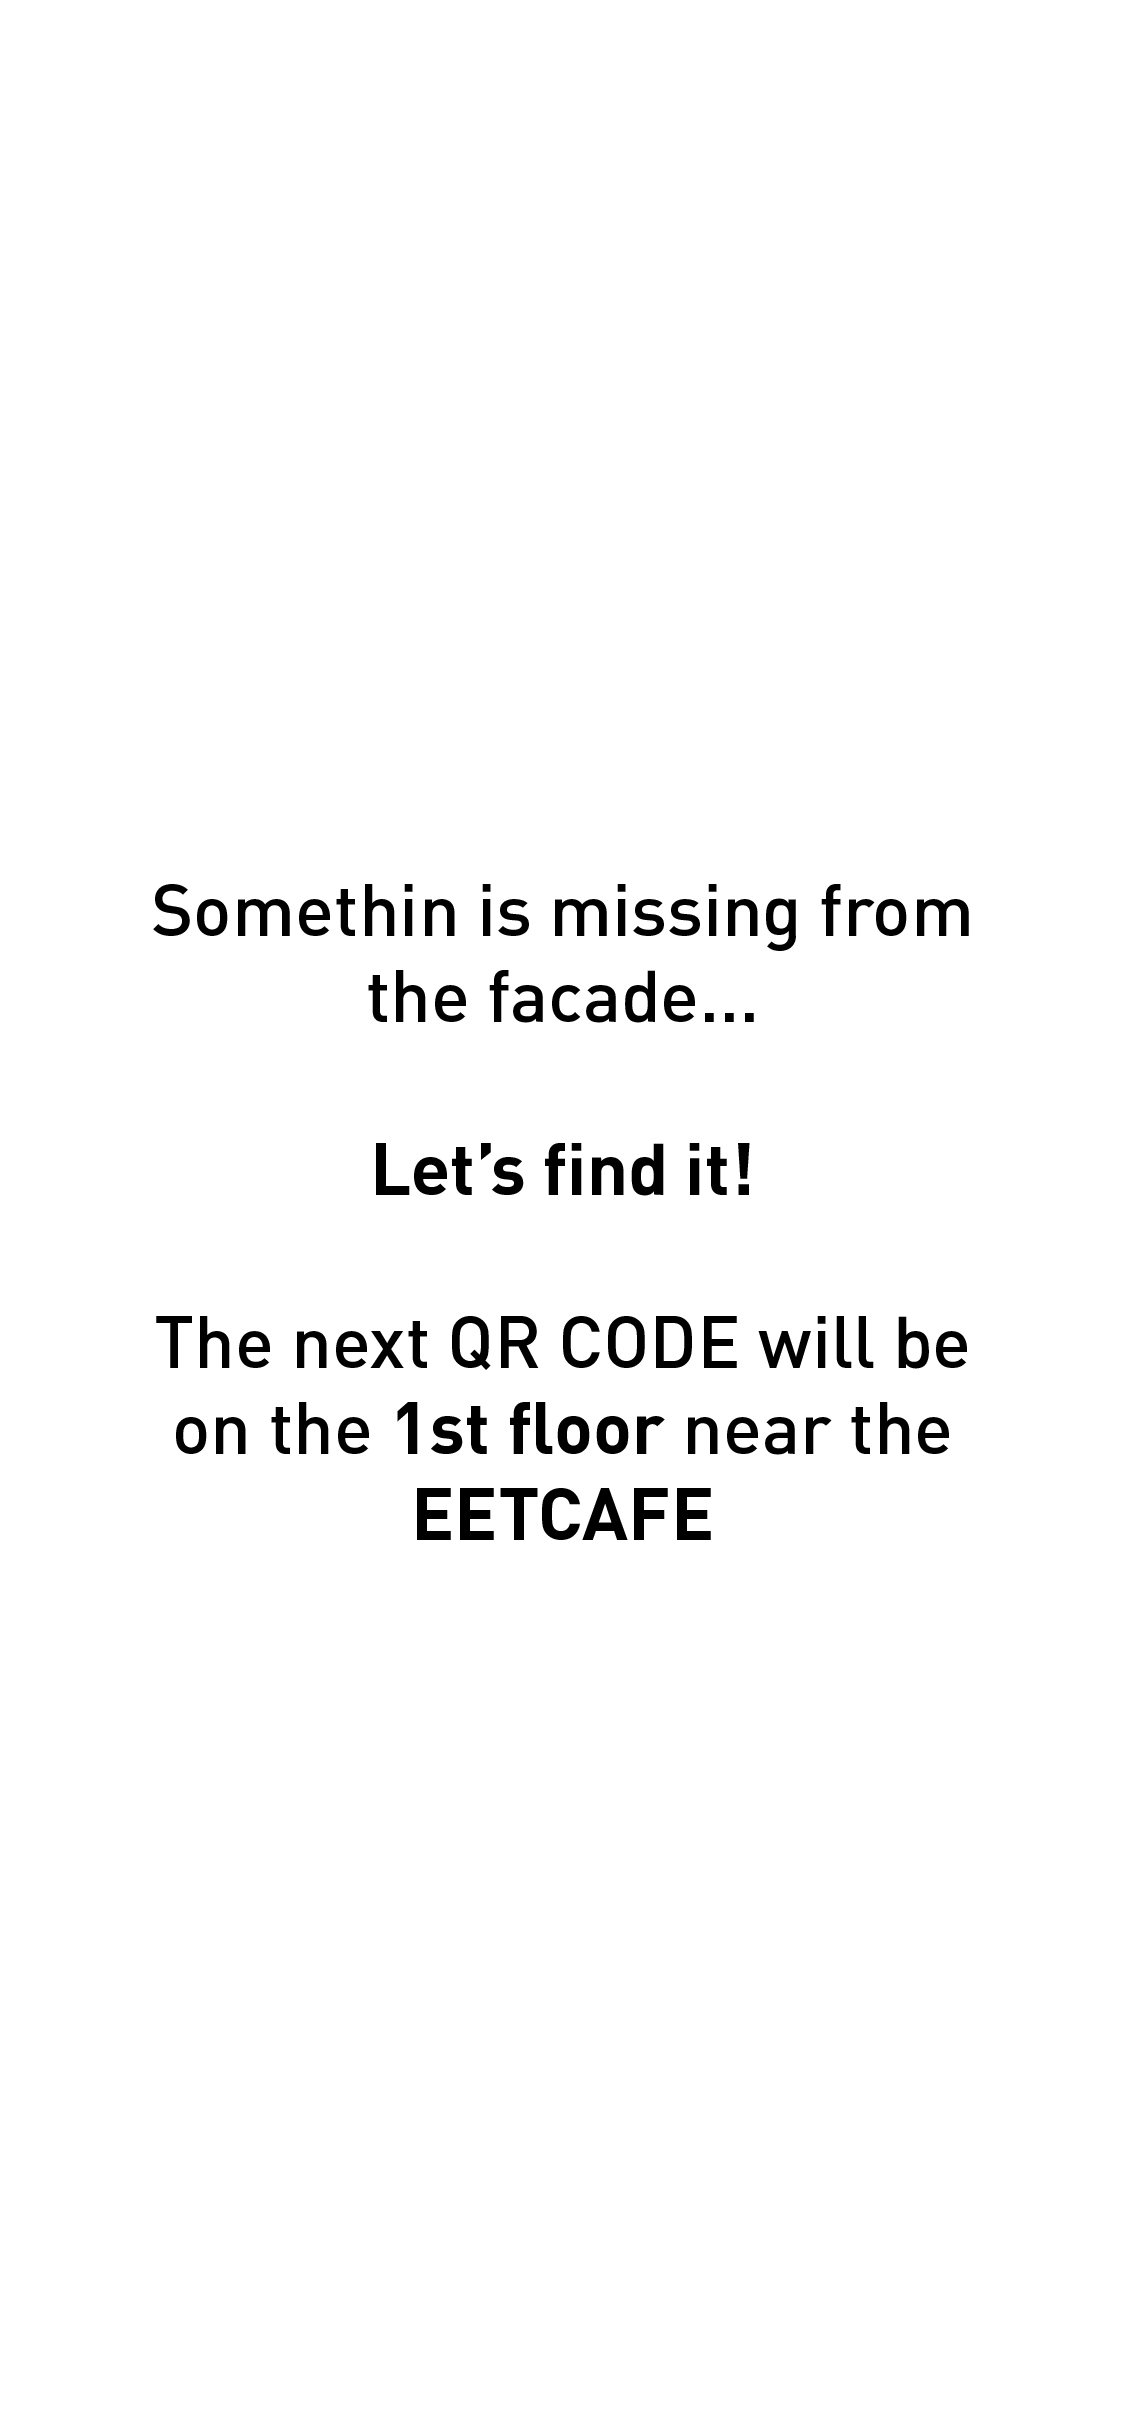 Somethin is missing from
the facade...
Let’s find it!
The next QR CODE will be
on the 1st floor near the
EETCAFE